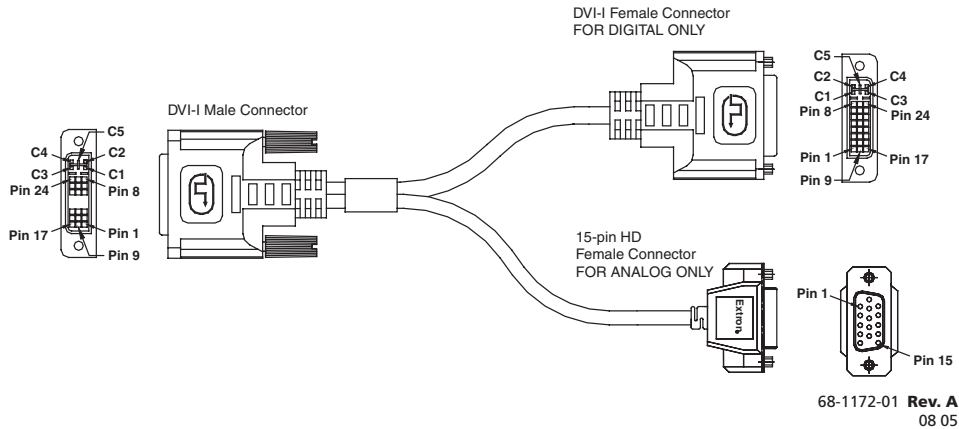 DVI-I Female Connector
FOR DIGITAL ONLY
C5
C2
C4
C1
C3
Pin 8
Pin 24
Pin 1
Pin 17
Pin 9
DVI-I Male Connector
C5
C4
C2
C3
C1
Pin 24
Pin 8
Pin 17
Pin 1
Pin 9
15-pin HD
Female Connector
FOR ANALOG ONLY
Extron
Pin 1
Pin 15
68-1172-01 Rev. A
08 05